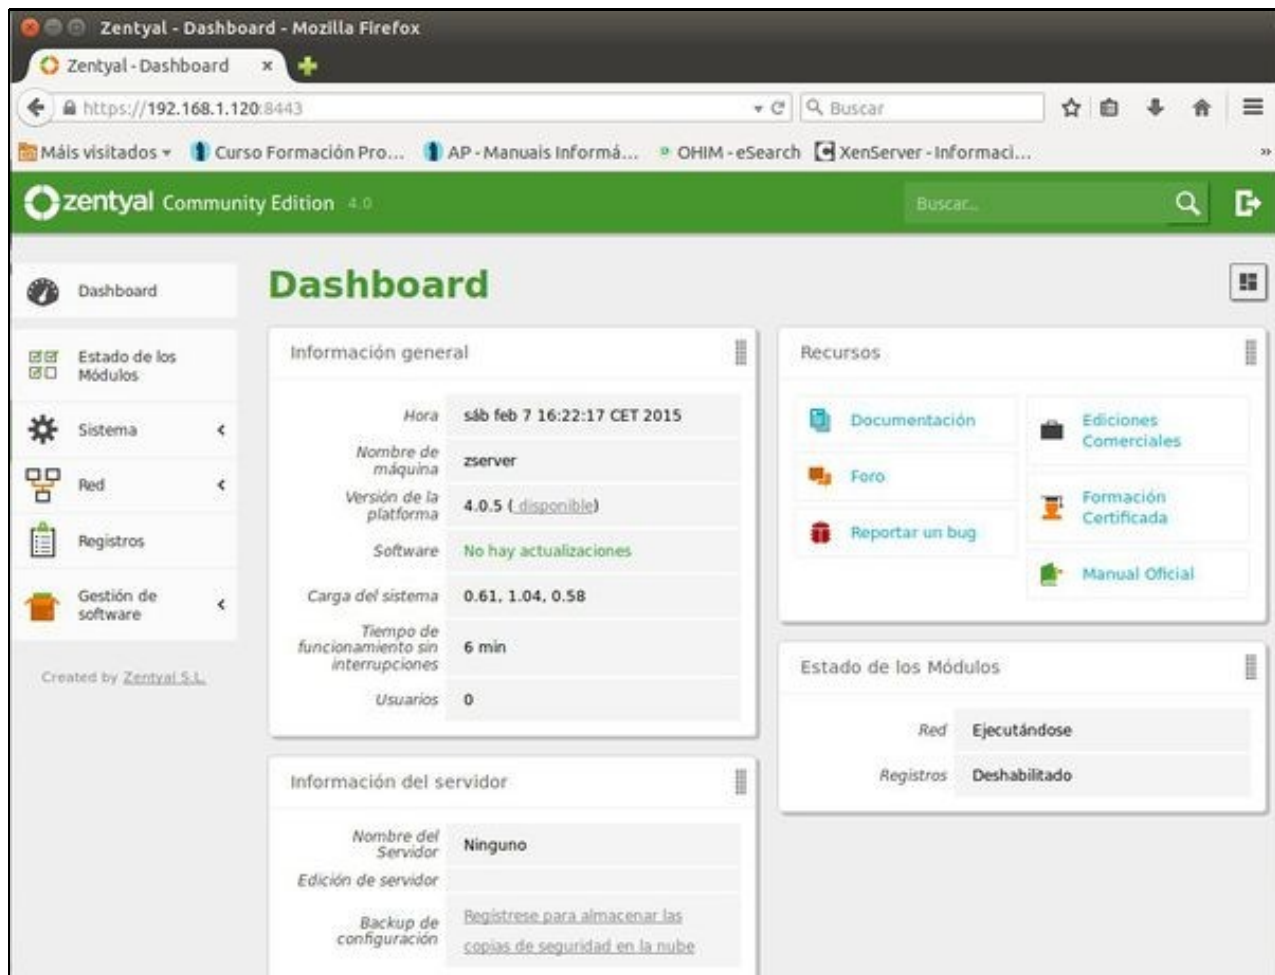 Zentyal - Dashboard - Mozilla Firefox
Zentyal - Dashboard
https://192.168.1.120:8443
Buscar
Máis visitados
Curso Formación Pro...
AP - Manuais Informá...
OHIM - eSearch
XenServer - Informaci...
zentyal Community Edition 4.0
Buscar...
Dashboard
Estado de los
Módulos
Sistema
Red
Registros
Gestión de
software
Created by Zentyal S.L.
Dashboard
Información general
Hora sáb feb 7 16:22:17 CET 2015
Nombre de
máquina zserver
Versión de la
plataforma 4.0.5 ( disponible)
Software No hay actualizaciones
Carga del sistema 0.61, 1.04, 0.58
Tiempo de
funcionamiento sin
interrupciones 6 min
Usuarios 0
Información del servidor
Nombre del
Servidor Ninguno
Edición de servidor
Backup de
configuración
Regístrese para almacenar las
copias de seguridad en la nube
Recursos
Documentación
Foro
Reportar un bug
Ediciones
Comerciales
Formación
Certificada
Manual Oficial
Estado de los Módulos
Red Ejecutándose
Registros Deshabilitado